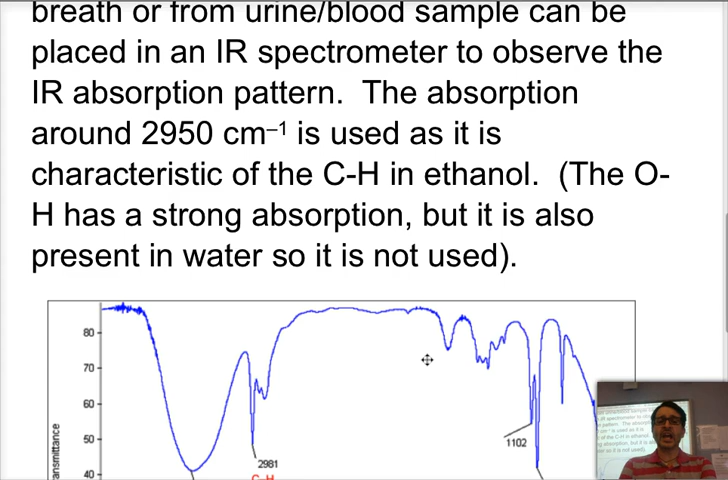 breath or from urine/blood sample can be
placed in an IR spectrometer to observe the
IR absorption pattern.  The absorption
around 2950 cm⁻¹ is used as it is
characteristic of the C-H in ethanol.  (The O-
H has a strong absorption, but it is also
present in water so it is not used).
80
70
60
50
40
ansmittance
1102
2981
C-H